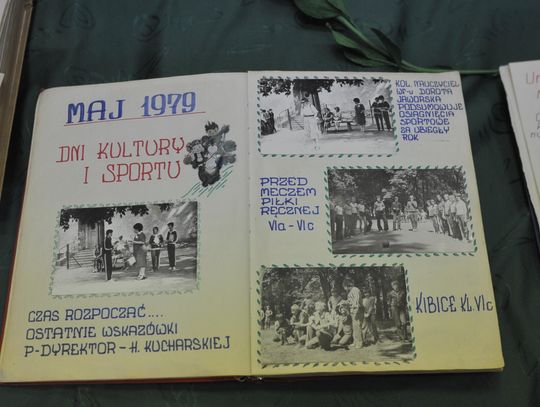 MAJ 1979
DNI KULTURY
I SPORTU
CZAS ROZPOCZĄĆ....
OSTATNIE WSKAZÓWKI
P-DYREKTOR - H. KUCHARSKIEJ
KOL. NAUCZYCIEL
WF-U DOROTA
JAWORSKA
PODSUMOWUJE
OSIĄGNIĘCIA
SPORTOWE
ZA UBIEGŁY
ROK
PRZED
MECZEM
PIŁKI
RĘCZNEJ
VIa - VIc
KIBICE KL. VIc